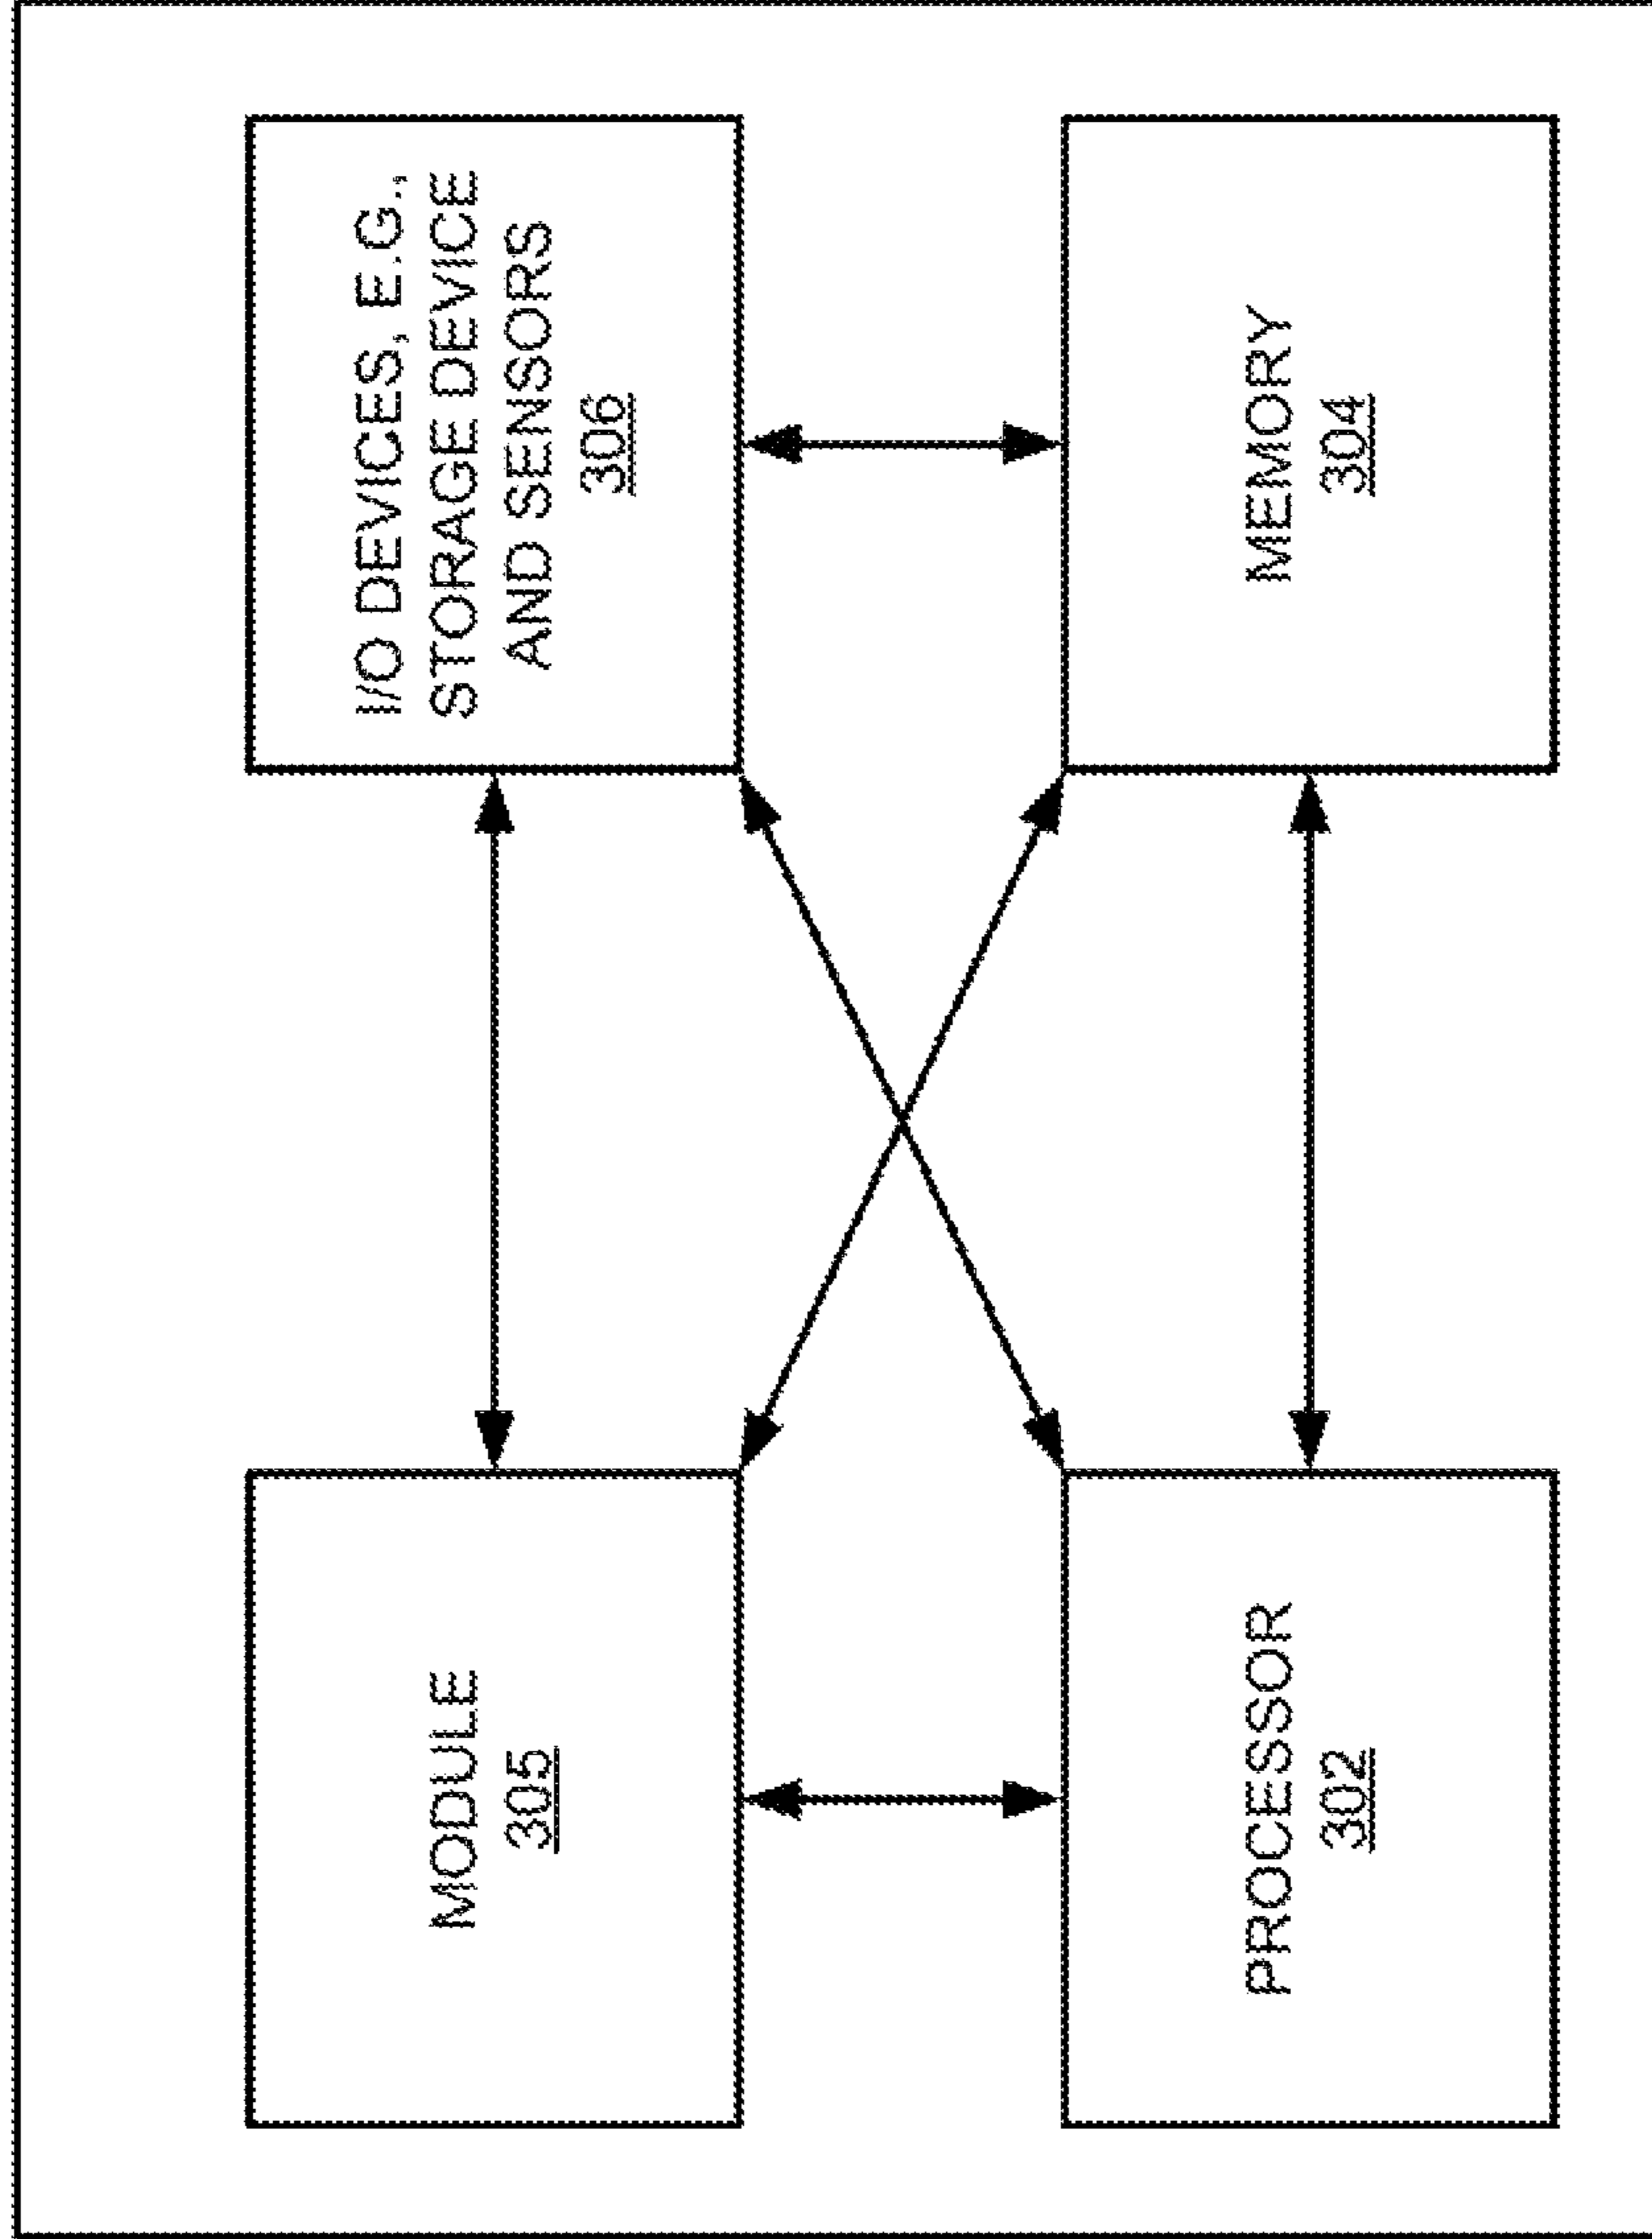 MODULE
305
I/O DEVICES, E.G.,
STORAGE DEVICE
AND SENSORS
306
PROCESSOR
302
MEMORY
304